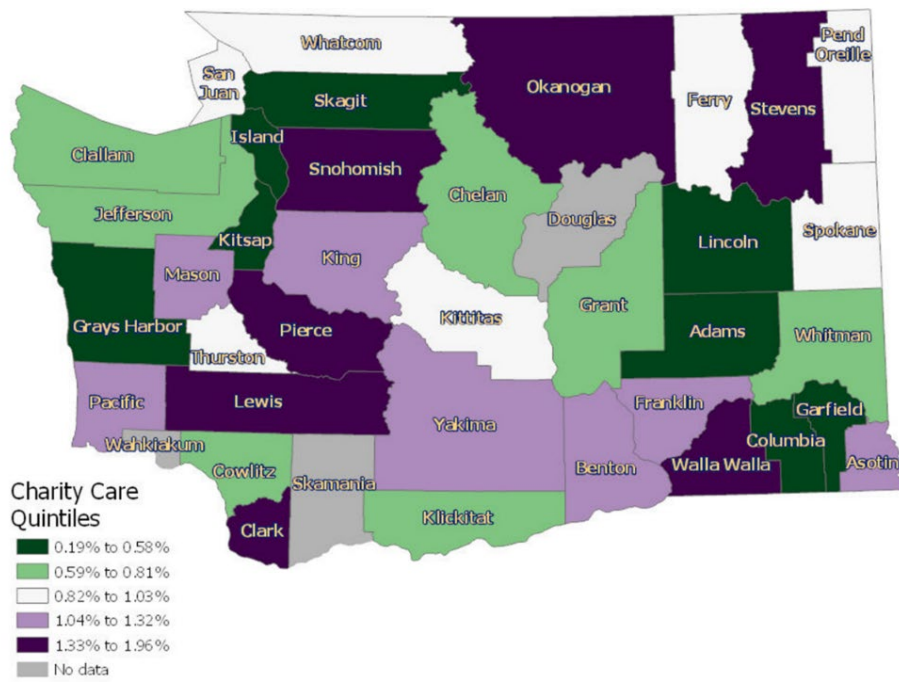 Whatcom
Pend
Oreille
San
Juan
Okanogan
Ferry
Stevens
Skagit
Island
Clallam
Snohomish
Chelan
Jefferson
Douglas
Spokane
Kitsap
Lincoln
King
Mason
Grant
Grays Harbor
Pierce
Kittitas
Adams
Whitman
Thurston
Pacific
Lewis
Franklin
Garfield
Yakima
Columbia
Wahkiakum
Cowlitz
Skamania
Benton
Walla Walla
Asotin
Klickitat
Clark
Charity Care
Quintiles
0.19% to 0.58%
0.59% to 0.81%
0.82% to 1.03%
1.04% to 1.32%
1.33% to 1.96%
No data